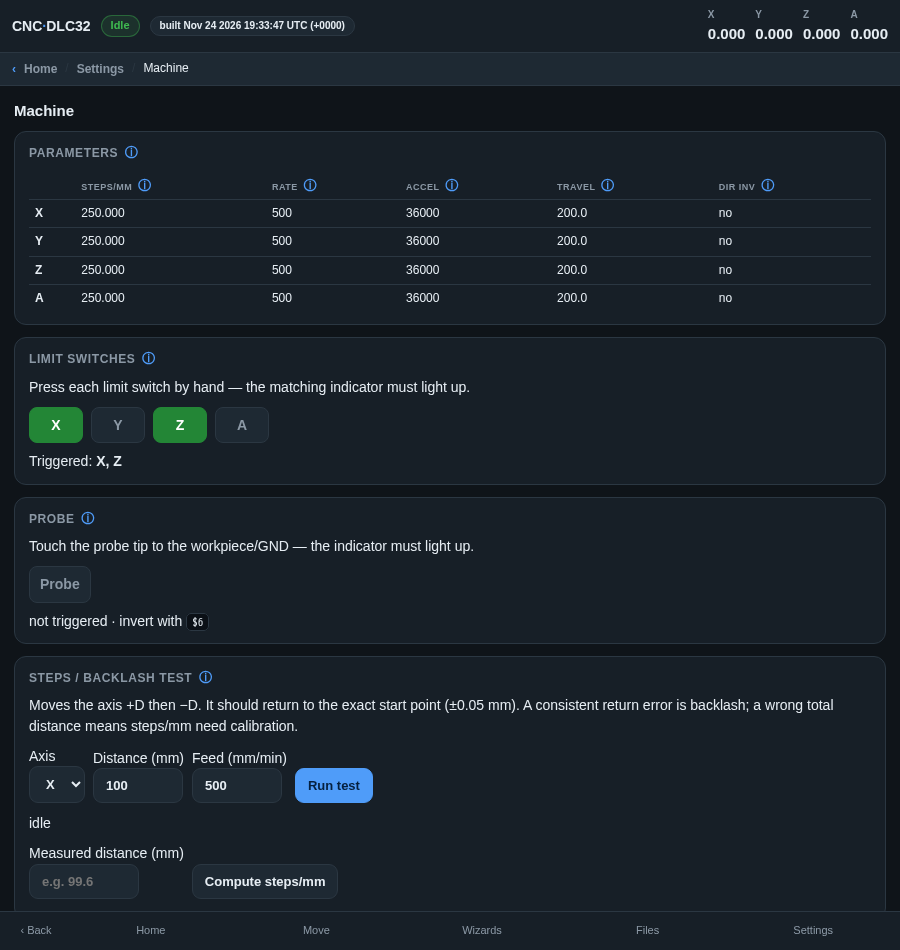 CNC·DLC32 Idle built Nov 24 2026 19:33:47 UTC (+0000) X Y Z A
0.000 0.000 0.000 0.000
‹ Home / Settings / Machine
Machine
PARAMETERS ⓘ
STEPS/MM ⓘ RATE ⓘ ACCEL ⓘ TRAVEL ⓘ DIR INV ⓘ
X 250.000 500 36000 200.0 no
Y 250.000 500 36000 200.0 no
Z 250.000 500 36000 200.0 no
A 250.000 500 36000 200.0 no
LIMIT SWITCHES ⓘ
Press each limit switch by hand — the matching indicator must light up.
X Y Z A
Triggered: X, Z
PROBE ⓘ
Touch the probe tip to the workpiece/GND — the indicator must light up.
Probe
not triggered · invert with $6
STEPS / BACKLASH TEST ⓘ
Moves the axis +D then −D. It should return to the exact start point (±0.05 mm). A consistent return error is backlash; a wrong total
distance means steps/mm need calibration.
Axis Distance (mm) Feed (mm/min)
X 100 500 Run test
idle
Measured distance (mm)
e.g. 99.6 Compute steps/mm
‹ Back Home Move Wizards Files Settings